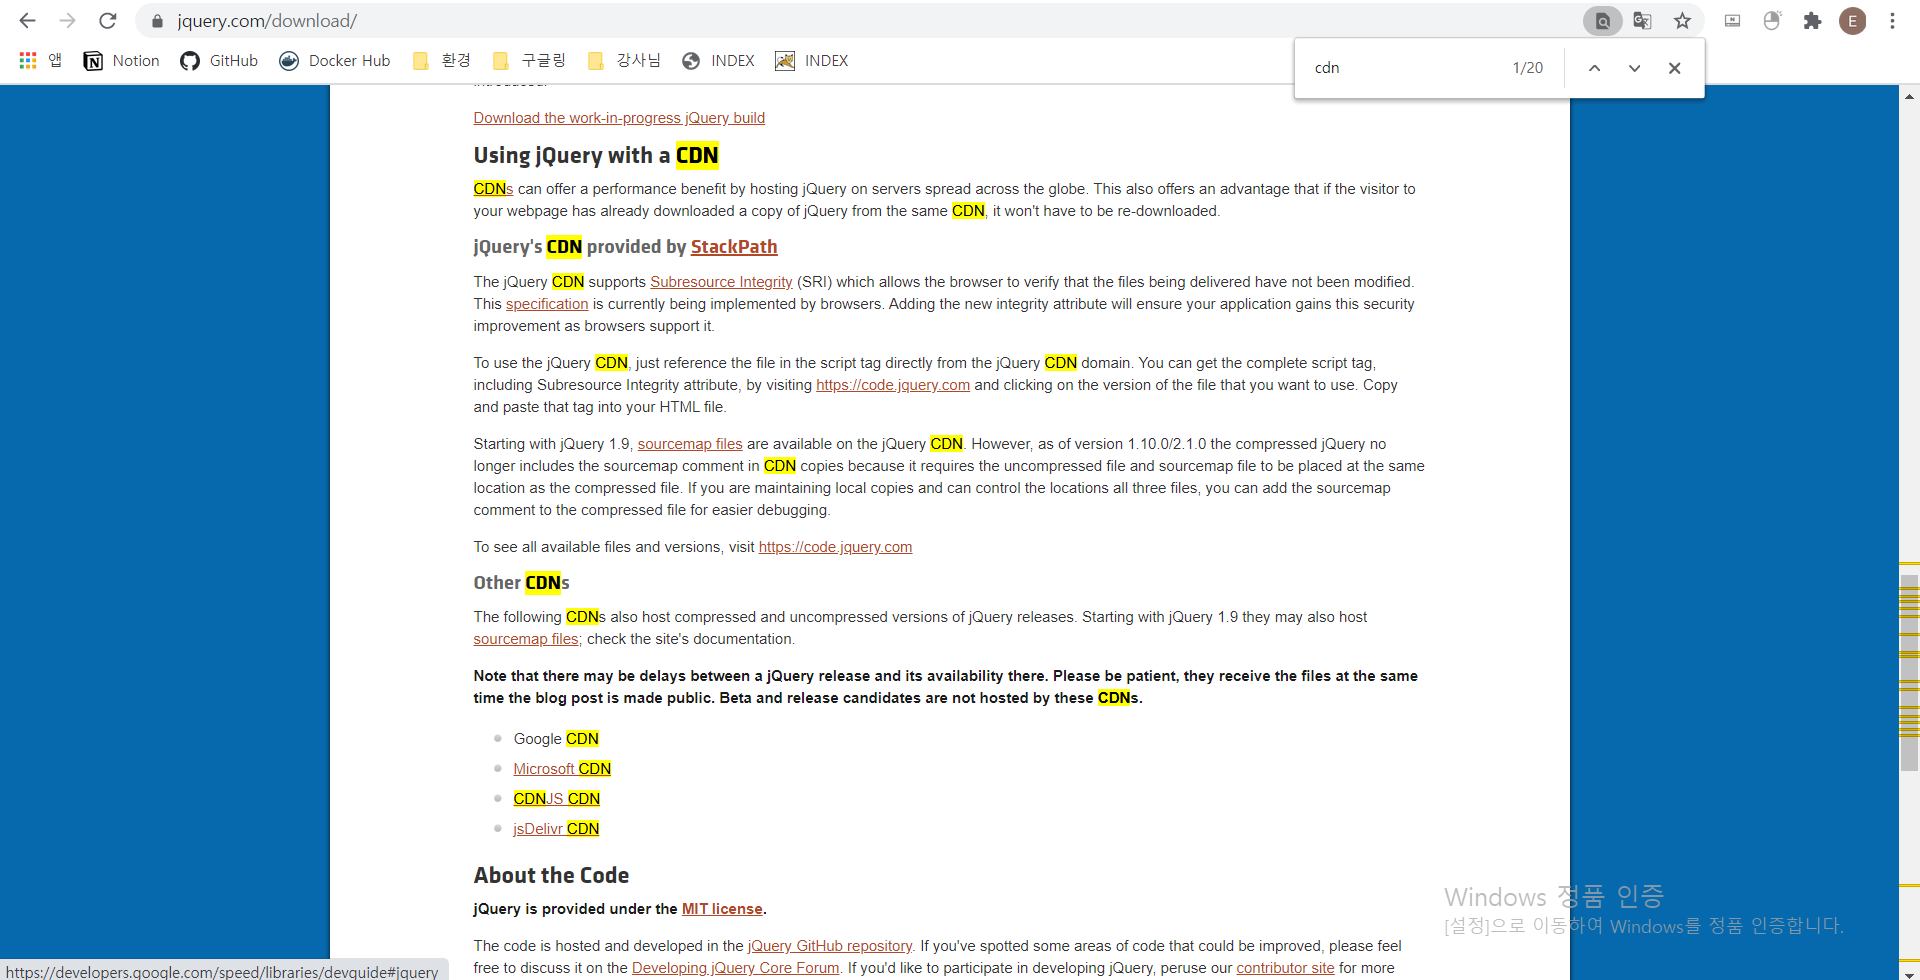 jquery.com/download/
E
앱 Notion GitHub Docker Hub 환경 구글링 강사님 INDEX INDEX
cdn 1/20
introduced.
Download the work-in-progress jQuery build
Using jQuery with a CDN
CDNs can offer a performance benefit by hosting jQuery on servers spread across the globe. This also offers an advantage that if the visitor to
your webpage has already downloaded a copy of jQuery from the same CDN, it won't have to be re-downloaded.
jQuery's CDN provided by StackPath
The jQuery CDN supports Subresource Integrity (SRI) which allows the browser to verify that the files being delivered have not been modified.
This specification is currently being implemented by browsers. Adding the new integrity attribute will ensure your application gains this security
improvement as browsers support it.
To use the jQuery CDN, just reference the file in the script tag directly from the jQuery CDN domain. You can get the complete script tag,
including Subresource Integrity attribute, by visiting https://code.jquery.com and clicking on the version of the file that you want to use. Copy
and paste that tag into your HTML file.
Starting with jQuery 1.9, sourcemap files are available on the jQuery CDN. However, as of version 1.10.0/2.1.0 the compressed jQuery no
longer includes the sourcemap comment in CDN copies because it requires the uncompressed file and sourcemap file to be placed at the same
location as the compressed file. If you are maintaining local copies and can control the locations all three files, you can add the sourcemap
comment to the compressed file for easier debugging.
To see all available files and versions, visit https://code.jquery.com
Other CDNs
The following CDNs also host compressed and uncompressed versions of jQuery releases. Starting with jQuery 1.9 they may also host
sourcemap files; check the site's documentation.
Note that there may be delays between a jQuery release and its availability there. Please be patient, they receive the files at the same
time the blog post is made public. Beta and release candidates are not hosted by these CDNs.
Google CDN
Microsoft CDN
CDNJS CDN
jsDelivr CDN
About the Code
jQuery is provided under the MIT license.
The code is hosted and developed in the jQuery GitHub repository. If you've spotted some areas of code that could be improved, please feel
free to discuss it on the Developing jQuery Core Forum. If you'd like to participate in developing jQuery, peruse our contributor site for more
Windows 정품 인증
[설정]으로 이동하여 Windows를 정품 인증합니다.
https://developers.google.com/speed/libraries/devguide#jquery